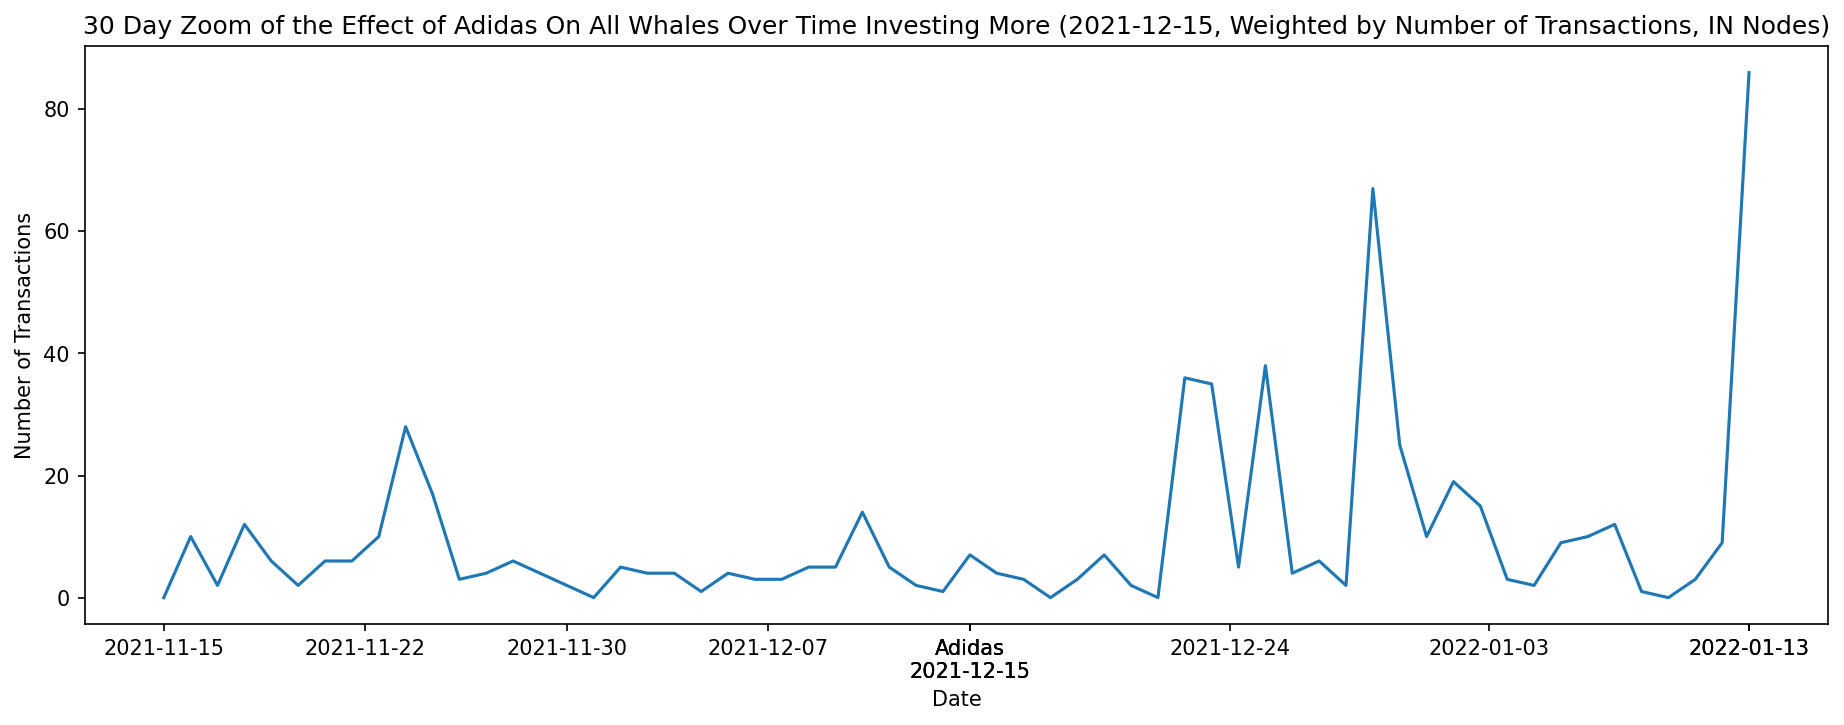 30 Day Zoom of the Effect of Adidas On All Whales Over Time Investing More (2021-12-15, Weighted by Number of Transactions, IN Nodes)
Number of Transactions
80
60
40
20
0
2021-11-15 2021-11-22 2021-11-30 2021-12-07 Adidas 2021-12-24 2022-01-03 2022-01-13
2021-12-15
Date